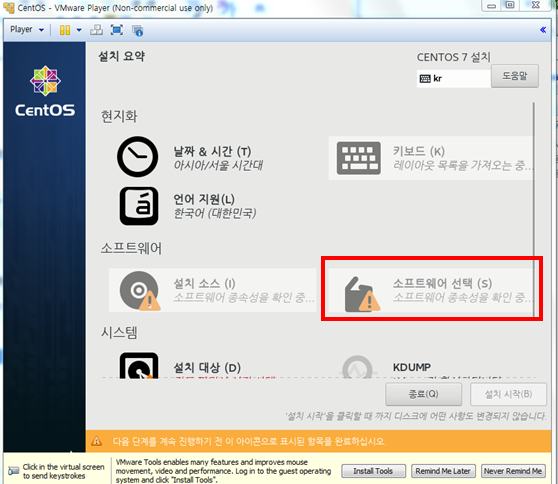 CentOS - VMware Player (Non-commercial use only)
Player
설치 요약
CENTOS 7 설치
kr
도움말
CentOS
현지화
날짜 & 시간 (T)
아시아/서울 시간대
키보드 (K)
레이아웃 목록을 가져오는 중...
언어 지원(L)
한국어 (대한민국)
소프트웨어
설치 소스 (I)
소프트웨어 종속성을 확인 중...
소프트웨어 선택 (S)
소프트웨어 종속성을 확인 중...
시스템
설치 대상 (D)
KDUMP
종료(Q)
설치 시작(B)
'설치 시작'을 클릭할 때 까지 디스크에 어떤 사항도 변경되지 않습니다.
다음 단계를 계속 진행하기 전 이 아이콘으로 표시된 항목을 완료하십시오.
Click in the virtual screen
to send keystrokes
VMware Tools enables many features and improves mouse
movement, video and performance. Log in to the guest operating
system and click "Install Tools".
Install Tools
Remind Me Later
Never Remind Me